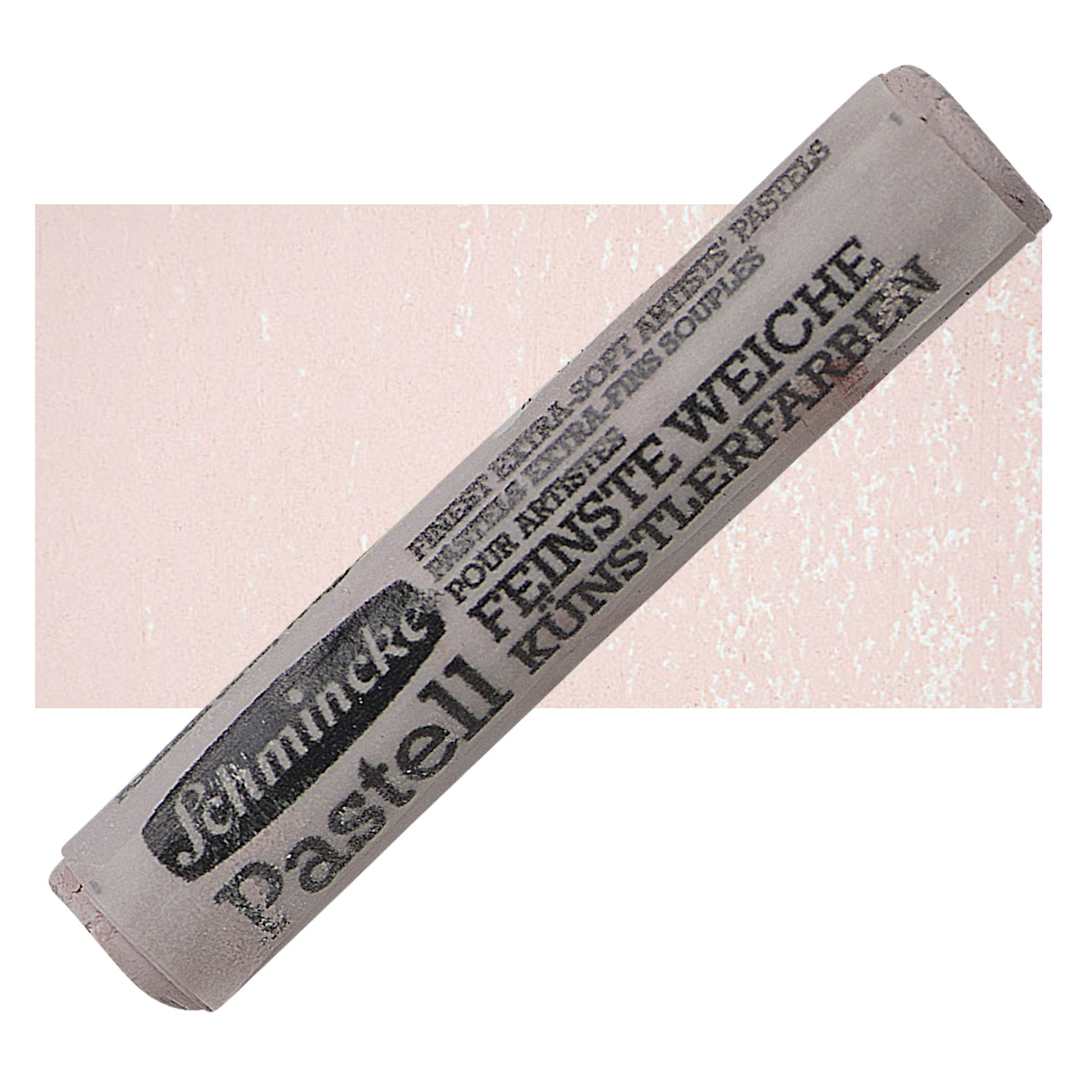 Schmincke
Pastell
FINEST EXTRA-SOFT ARTISTS' PASTELS
PASTELS EXTRA-FINS SOUPLES
POUR ARTISTES
FEINSTE WEICHE
KÜNSTLERFARBEN